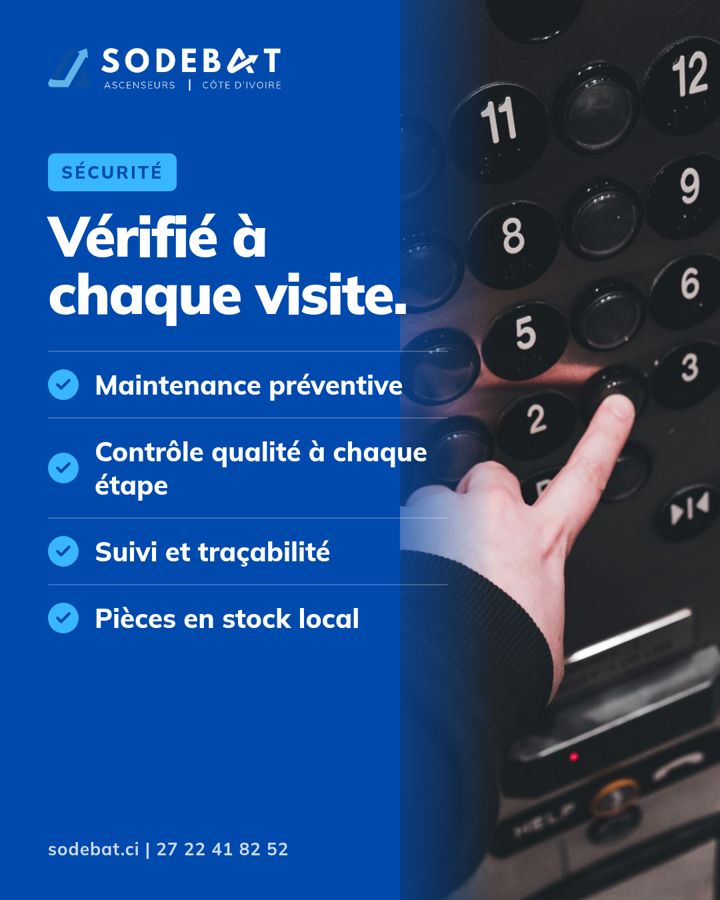 SODEBAT
ASCENSEURS | CÔTE D'IVOIRE
SÉCURITÉ
Vérifié à
chaque visite.
Maintenance préventive
Contrôle qualité à chaque
étape
Suivi et traçabilité
Pièces en stock local
sodebat.ci | 27 22 41 82 52
12
11
9
8
6
5
3
2
HELP